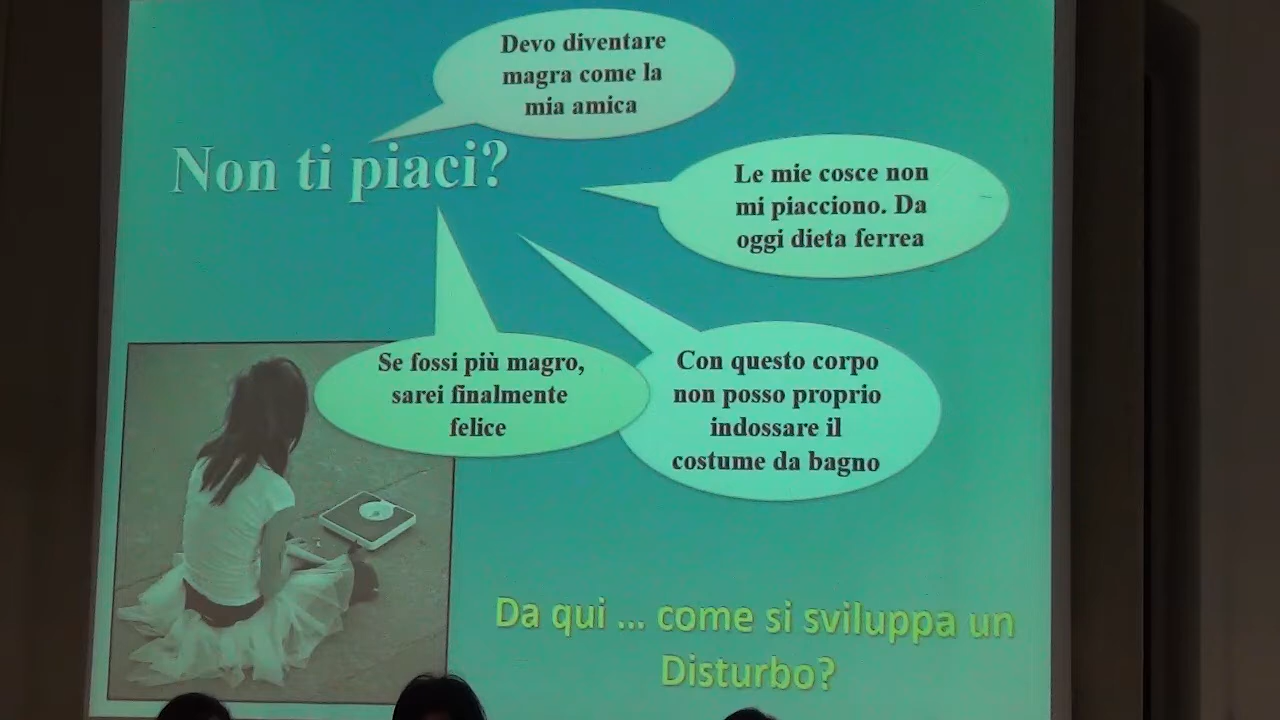 Devo diventare
magra come la
mia amica
Non ti piaci?
Le mie cosce non
mi piacciono. Da
oggi dieta ferrea
Se fossi più magro,
sarei finalmente
felice
Con questo corpo
non posso proprio
indossare il
costume da bagno
Da qui ... come si sviluppa un
Disturbo?